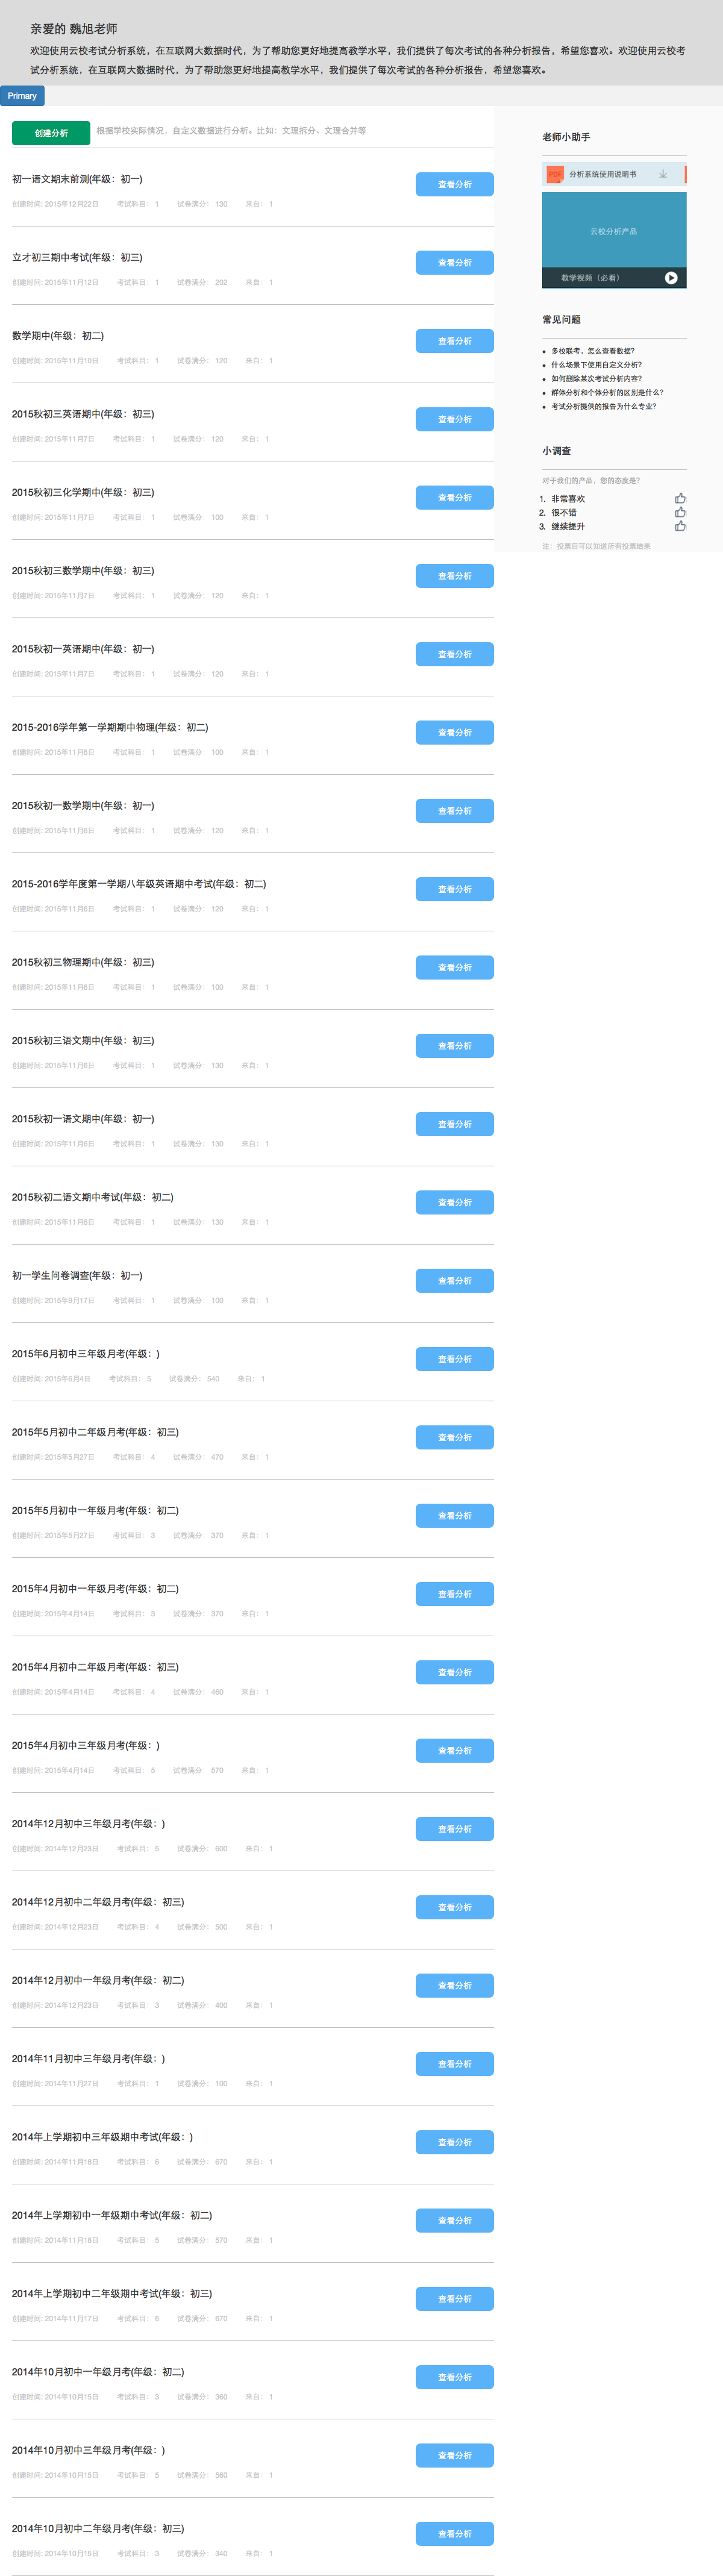 亲爱的 魏旭老师
欢迎使用云校考试分析系统，在互联网大数据时代，为了帮助您更好地提高教学水平，我们提供了每次考试的各种分析报告，希望您喜欢。欢迎使用云校考
试分析系统，在互联网大数据时代，为了帮助您更好地提高教学水平，我们提供了每次考试的各种分析报告，希望您喜欢。
Primary
创建分析 根据学校实际情况，自定义数据进行分析。比如：文理拆分、文理合并等
初一语文期末前测(年级：初一) 查看分析
创建时间: 2015年12月22日 考试科目： 1 试卷满分： 130 来自： 1
立才初三期中考试(年级：初三) 查看分析
创建时间: 2015年11月12日 考试科目： 1 试卷满分： 202 来自： 1
数学期中(年级：初二) 查看分析
创建时间: 2015年11月10日 考试科目： 1 试卷满分： 120 来自： 1
2015秋初三英语期中(年级：初三) 查看分析
创建时间: 2015年11月7日 考试科目： 1 试卷满分： 120 来自： 1
2015秋初三化学期中(年级：初三) 查看分析
创建时间: 2015年11月7日 考试科目： 1 试卷满分： 100 来自： 1
2015秋初三数学期中(年级：初三) 查看分析
创建时间: 2015年11月7日 考试科目： 1 试卷满分： 120 来自： 1
2015秋初一英语期中(年级：初一) 查看分析
创建时间: 2015年11月7日 考试科目： 1 试卷满分： 120 来自： 1
2015-2016学年第一学期期中物理(年级：初二) 查看分析
创建时间: 2015年11月6日 考试科目： 1 试卷满分： 100 来自： 1
2015秋初一数学期中(年级：初一) 查看分析
创建时间: 2015年11月6日 考试科目： 1 试卷满分： 120 来自： 1
2015-2016学年度第一学期八年级英语期中考试(年级：初二) 查看分析
创建时间: 2015年11月6日 考试科目： 1 试卷满分： 120 来自： 1
2015秋初三物理期中(年级：初三) 查看分析
创建时间: 2015年11月6日 考试科目： 1 试卷满分： 100 来自： 1
2015秋初三语文期中(年级：初三) 查看分析
创建时间: 2015年11月6日 考试科目： 1 试卷满分： 130 来自： 1
2015秋初一语文期中(年级：初一) 查看分析
创建时间: 2015年11月6日 考试科目： 1 试卷满分： 130 来自： 1
2015秋初二语文期中考试(年级：初二) 查看分析
创建时间: 2015年11月6日 考试科目： 1 试卷满分： 130 来自： 1
初一学生问卷调查(年级：初一) 查看分析
创建时间: 2015年9月17日 考试科目： 1 试卷满分： 100 来自： 1
2015年6月初中三年级月考(年级：) 查看分析
创建时间: 2015年6月4日 考试科目： 5 试卷满分： 540 来自： 1
2015年5月初中二年级月考(年级：初三) 查看分析
创建时间: 2015年5月27日 考试科目： 4 试卷满分： 470 来自： 1
2015年5月初中一年级月考(年级：初二) 查看分析
创建时间: 2015年5月27日 考试科目： 3 试卷满分： 370 来自： 1
2015年4月初中一年级月考(年级：初二) 查看分析
创建时间: 2015年4月14日 考试科目： 3 试卷满分： 370 来自： 1
2015年4月初中二年级月考(年级：初三) 查看分析
创建时间: 2015年4月14日 考试科目： 4 试卷满分： 460 来自： 1
2015年4月初中三年级月考(年级：) 查看分析
创建时间: 2015年4月14日 考试科目： 5 试卷满分： 570 来自： 1
2014年12月初中三年级月考(年级：) 查看分析
创建时间: 2014年12月23日 考试科目： 5 试卷满分： 600 来自： 1
2014年12月初中二年级月考(年级：初三) 查看分析
创建时间: 2014年12月23日 考试科目： 4 试卷满分： 500 来自： 1
2014年12月初中一年级月考(年级：初二) 查看分析
创建时间: 2014年12月23日 考试科目： 3 试卷满分： 400 来自： 1
2014年11月初中三年级月考(年级：) 查看分析
创建时间: 2014年11月27日 考试科目： 1 试卷满分： 100 来自： 1
2014年上学期初中三年级期中考试(年级：) 查看分析
创建时间: 2014年11月18日 考试科目： 6 试卷满分： 670 来自： 1
2014年上学期初中一年级期中考试(年级：初二) 查看分析
创建时间: 2014年11月18日 考试科目： 5 试卷满分： 570 来自： 1
2014年上学期初中二年级期中考试(年级：初三) 查看分析
创建时间: 2014年11月17日 考试科目： 6 试卷满分： 670 来自： 1
2014年10月初中一年级月考(年级：初二) 查看分析
创建时间: 2014年10月15日 考试科目： 3 试卷满分： 360 来自： 1
2014年10月初中三年级月考(年级：) 查看分析
创建时间: 2014年10月15日 考试科目： 5 试卷满分： 560 来自： 1
2014年10月初中二年级月考(年级：初三) 查看分析
创建时间: 2014年10月15日 考试科目： 3 试卷满分： 340 来自： 1
老师小助手
PDF 分析系统使用说明书
云校分析产品
教学视频（必看）
常见问题
多校联考，怎么查看数据?
什么场景下使用自定义分析?
如何删除某次考试分析内容?
群体分析和个体分析的区别是什么?
考试分析提供的报告为什么专业?
小调查
对于我们的产品，您的态度是?
1. 非常喜欢
2. 很不错
3. 继续提升
注：投票后可以知道所有投票结果